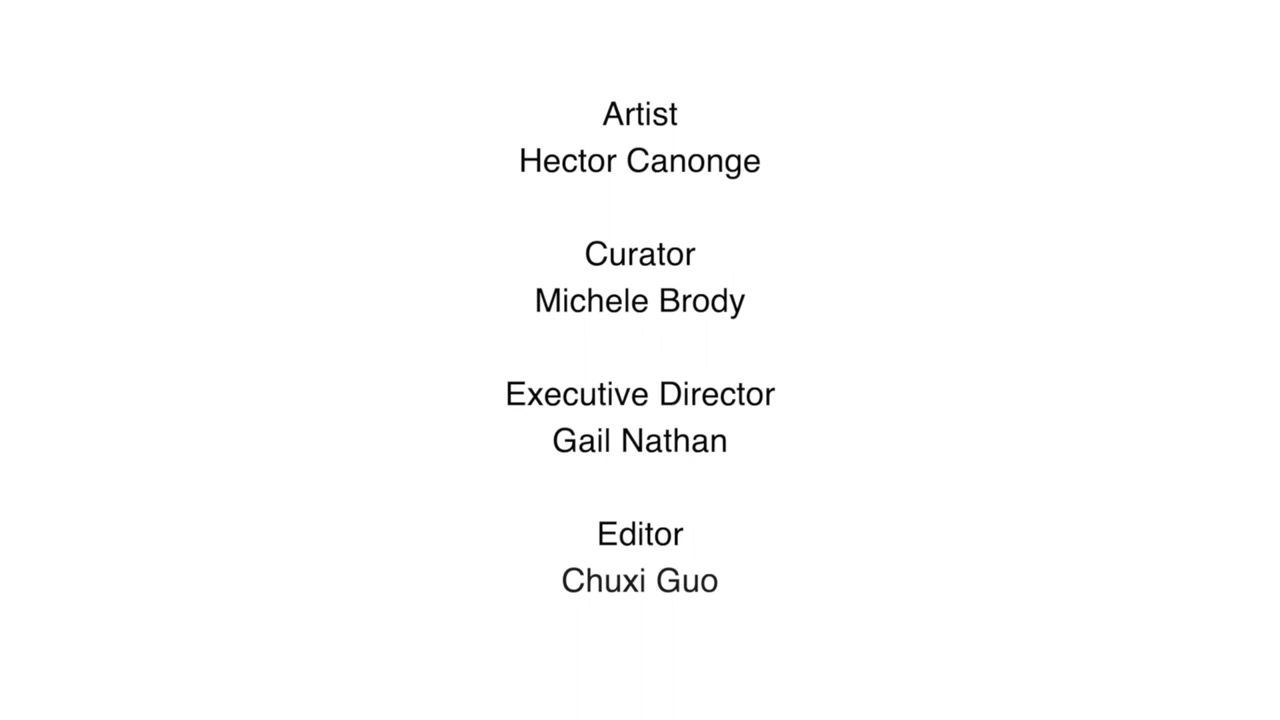 Artist
Hector Canonge
Curator
Michele Brody
Executive Director
Gail Nathan
Editor
Chuxi Guo